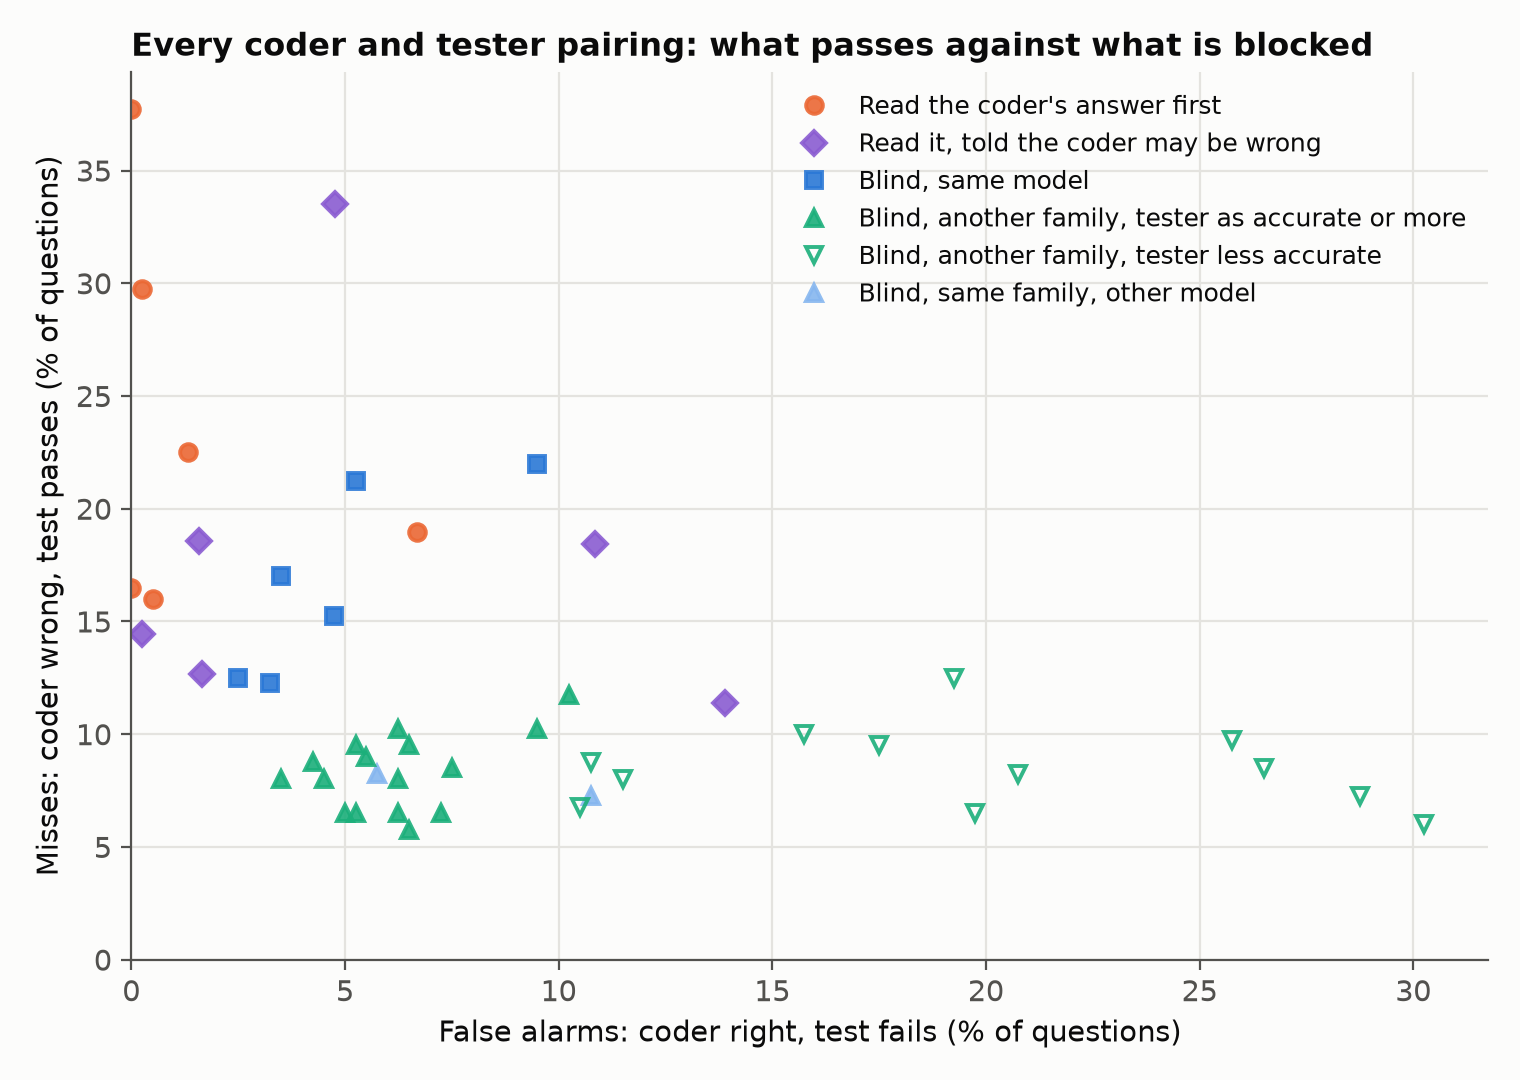 Every coder and tester pairing: what passes against what is blocked
Read the coder's answer first
Read it, told the coder may be wrong
Blind, same model
Blind, another family, tester as accurate or more
Blind, another family, tester less accurate
Blind, same family, other model
Misses: coder wrong, test passes (% of questions)
35
30
25
20
15
10
5
0
0 5 10 15 20 25 30
False alarms: coder right, test fails (% of questions)